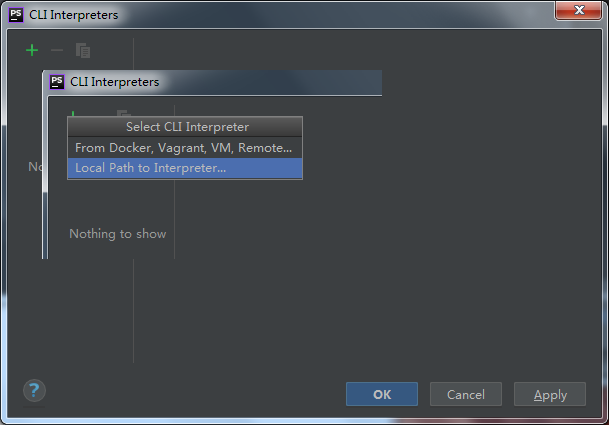 PS CLI Interpreters
No
PS CLI Interpreters
Select CLI Interpreter
From Docker, Vagrant, VM, Remote...
Local Path to Interpreter...
Nothing to show
?
OK Cancel Apply